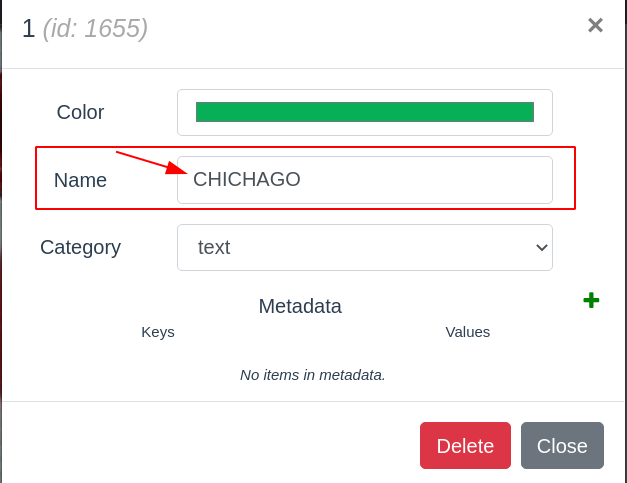 1 (id: 1655) ×
Color
Name CHICHAGO
Category text
Metadata
Keys Values
No items in metadata.
Delete Close